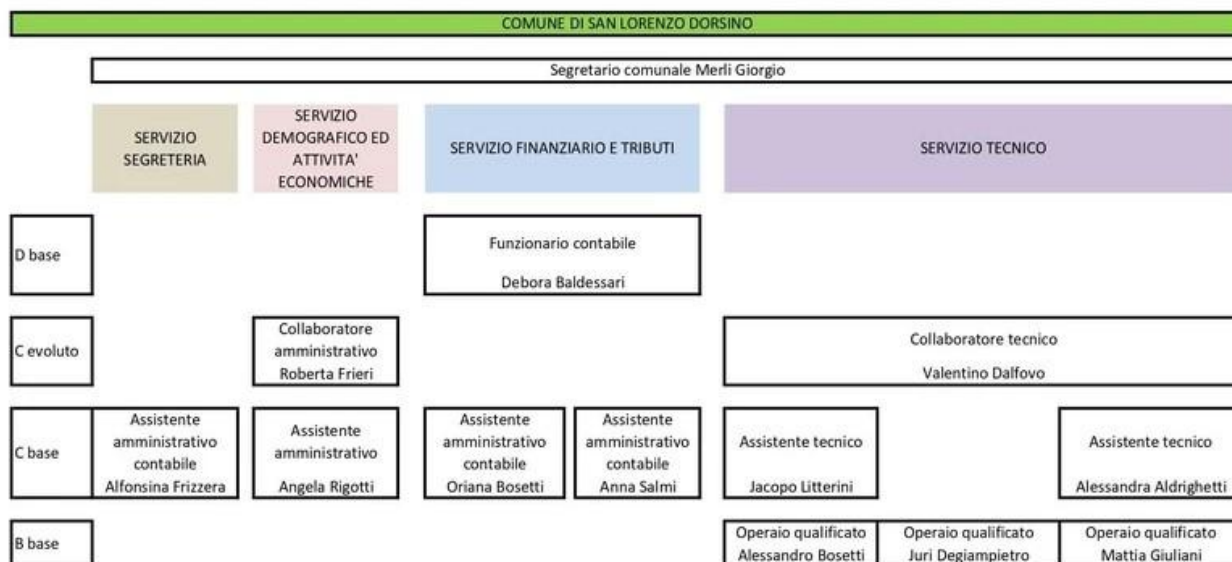 COMUNE DI SAN LORENZO DORSINO
Segretario comunale Merli Giorgio
SERVIZIO
SEGRETERIA
SERVIZIO
DEMOGRAFICO ED
ATTIVITA'
ECONOMICHE
SERVIZIO FINANZIARIO E TRIBUTI
SERVIZIO TECNICO
D base
Funzionario contabile
Debora Baldessari
C evoluto
Collaboratore
amministrativo
Roberta Frieri
Collaboratore tecnico
Valentino Dalfovo
C base
Assistente
amministrativo
contabile
Alfonsina Frizzera
Assistente
amministrativo
Angela Rigotti
Assistente
amministrativo
contabile
Oriana Bosetti
Assistente
amministrativo
contabile
Anna Salmi
Assistente tecnico
Jacopo Litterini
Assistente tecnico
Alessandra Aldrighetti
B base
Operaio qualificato
Alessandro Bosetti
Operaio qualificato
Juri Degiampietro
Operaio qualificato
Mattia Giuliani